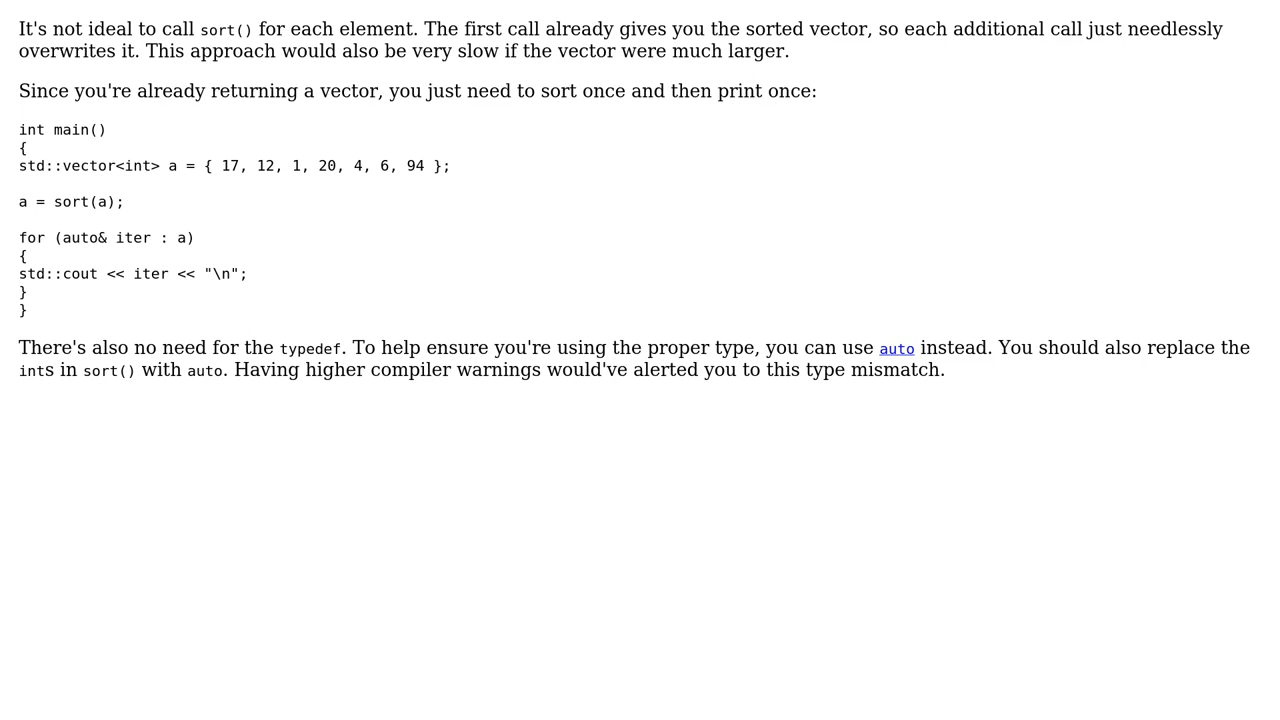 It's not ideal to call sort() for each element. The first call already gives you the sorted vector, so each additional call just needlessly
overwrites it. This approach would also be very slow if the vector were much larger.
Since you're already returning a vector, you just need to sort once and then print once:
int main()
{
std::vector<int> a = { 17, 12, 1, 20, 4, 6, 94 };
a = sort(a);
for (auto& iter : a)
{
std::cout << iter << "\n";
}
}
There's also no need for the typedef. To help ensure you're using the proper type, you can use auto instead. You should also replace the
ints in sort() with auto. Having higher compiler warnings would've alerted you to this type mismatch.